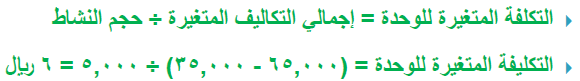 التكلفة المتغيرة للوحدة = إجمالي التكاليف المتغيرة ÷ حجم النشاط
التكليفة المتغيرة للوحدة = (٦٥,٠٠٠ - ٣٥,٠٠٠) ÷ ٥,٠٠٠ = ٦ ريال